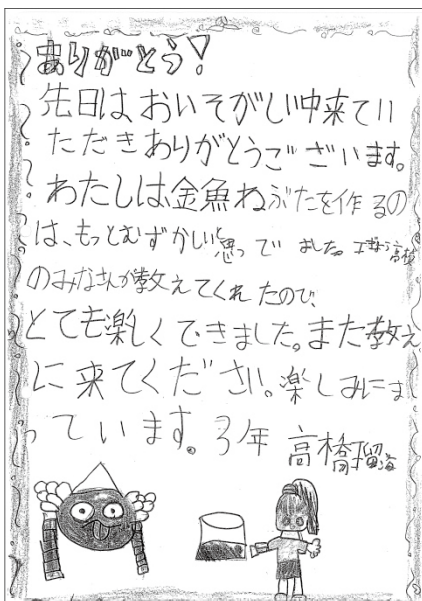 ありがとう!
先日はおいそがしい中来てい
ただきありがとうございます。
わたしは、金魚ねぶたを作るの
は、もっとむずかしいと思って ました。高校
のみなさんが教えてくれたので、
とても楽しくできました。また教え
に来てください。楽しみにま
っています。3年 高橋